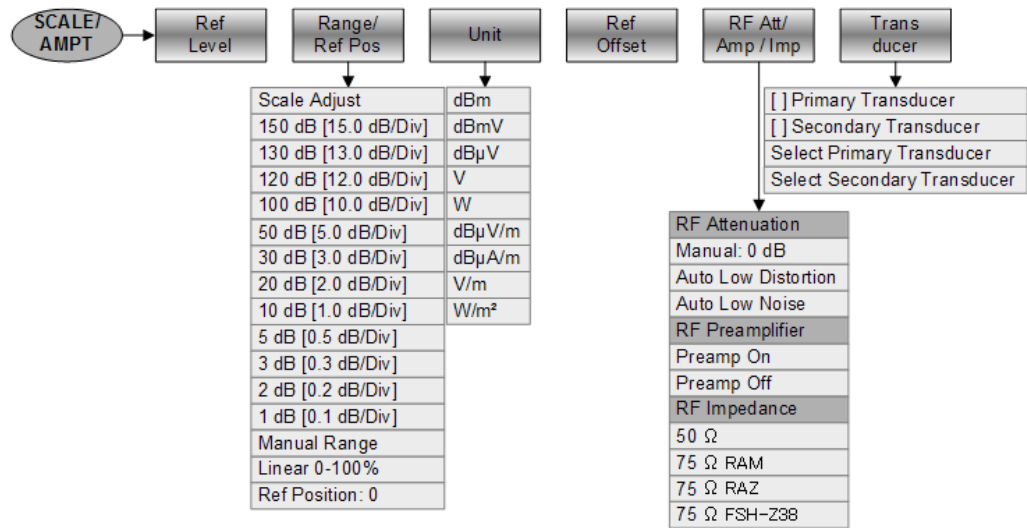 SCALE/
AMPT
Ref
Level
Range/
Ref Pos
Unit
Ref
Offset
RF Att/
Amp / Imp
Trans
ducer
Scale Adjust
150 dB [15.0 dB/Div]
130 dB [13.0 dB/Div]
120 dB [12.0 dB/Div]
100 dB [10.0 dB/Div]
50 dB [5.0 dB/Div]
30 dB [3.0 dB/Div]
20 dB [2.0 dB/Div]
10 dB [1.0 dB/Div]
5 dB [0.5 dB/Div]
3 dB [0.3 dB/Div]
2 dB [0.2 dB/Div]
1 dB [0.1 dB/Div]
Manual Range
Linear 0-100%
Ref Position: 0
dBm
dBmV
dBµV
V
W
dBµV/m
dBµA/m
V/m
W/m²
RF Attenuation
Manual: 0 dB
Auto Low Distortion
Auto Low Noise
RF Preamplifier
Preamp On
Preamp Off
RF Impedance
50 Ω
75 Ω RAM
75 Ω RAZ
75 Ω FSH-Z38
[ ] Primary Transducer
[ ] Secondary Transducer
Select Primary Transducer
Select Secondary Transducer